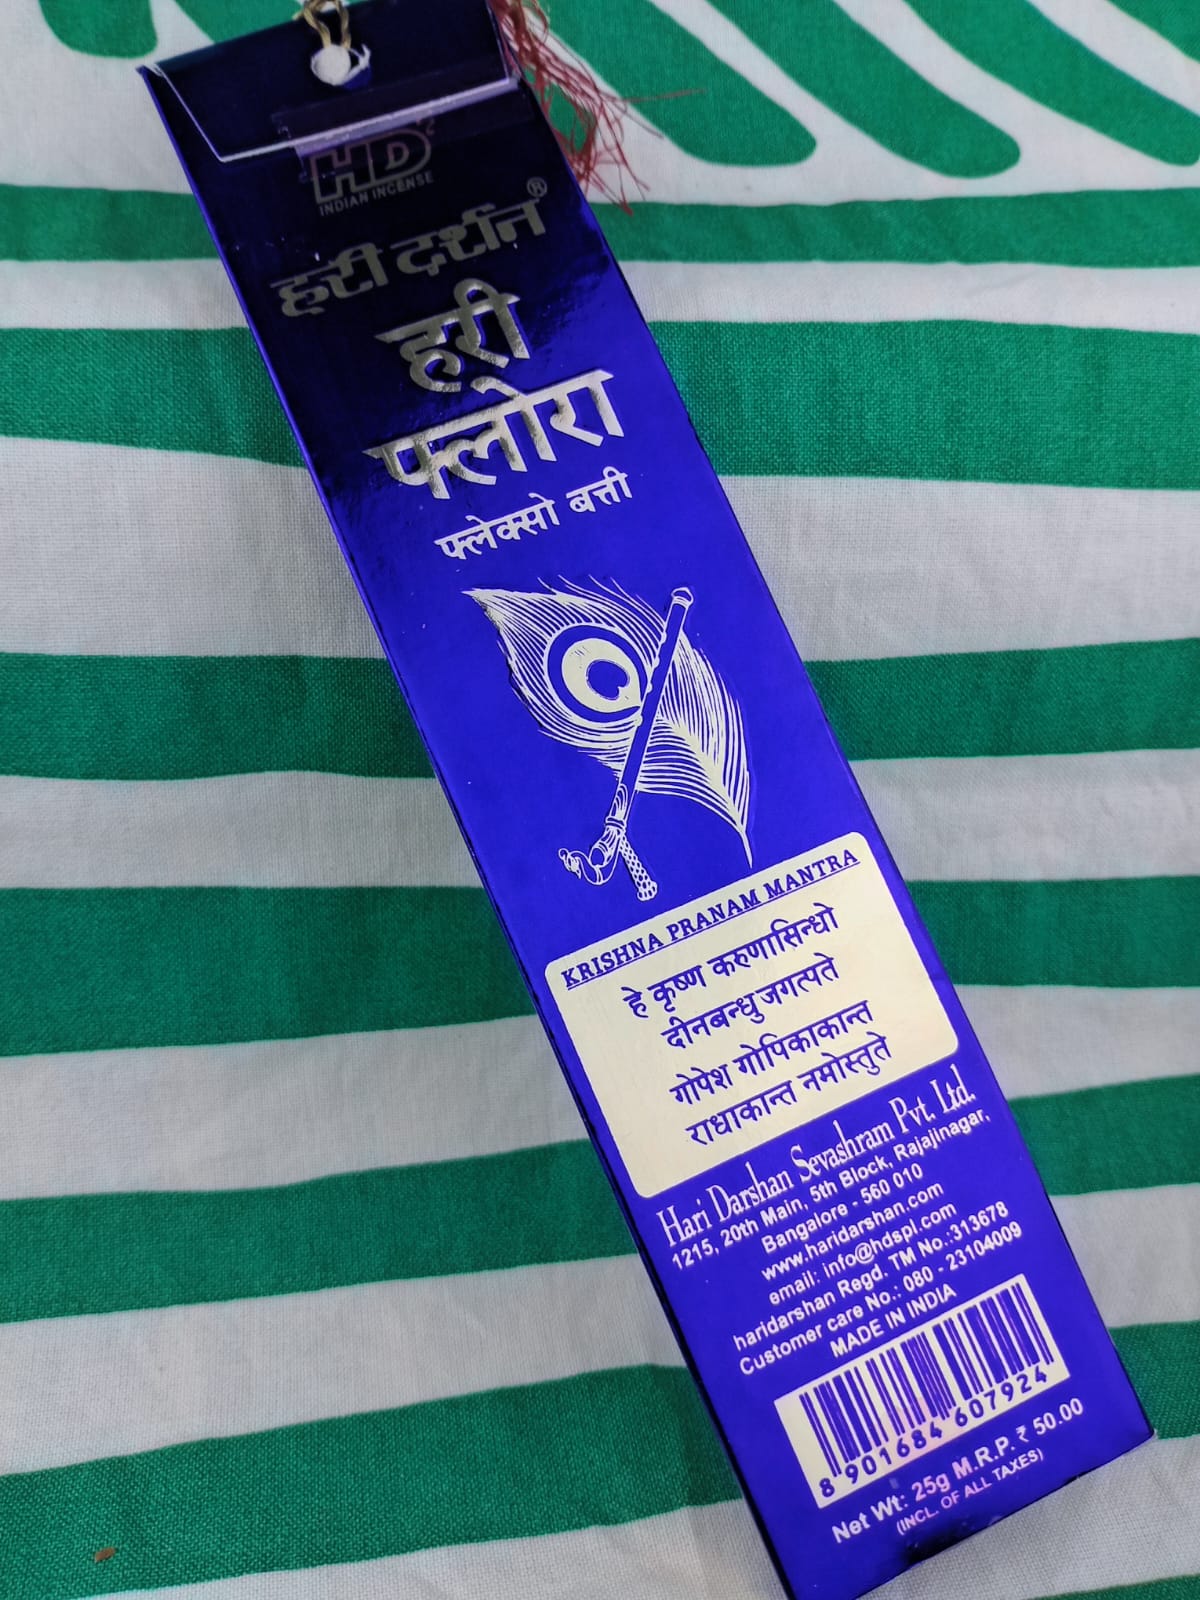 HD
INDIAN INCENSE
हरी दर्शन®
हरी
फ्लोरा
फ्लेक्सो बत्ती
KRISHNA PRANAM MANTRA
हे कृष्ण करुणासिन्धो
दीनबन्धु जगत्पते
गोपेश गोपिकाकान्त
राधाकान्त नमोस्तुते
Hari Darshan Sevashram Pvt. Ltd.
1215, 20th Main, 5th Block, Rajajinagar,
Bangalore - 560 010
www.haridarshan.com
email: info@hdspl.com
haridarshan Regd. TM No.:313678
Customer care No.: 080 - 23104009
MADE IN INDIA
8 901684 607924
Net Wt: 25g M.R.P. ₹ 50.00
(INCL. OF ALL TAXES)